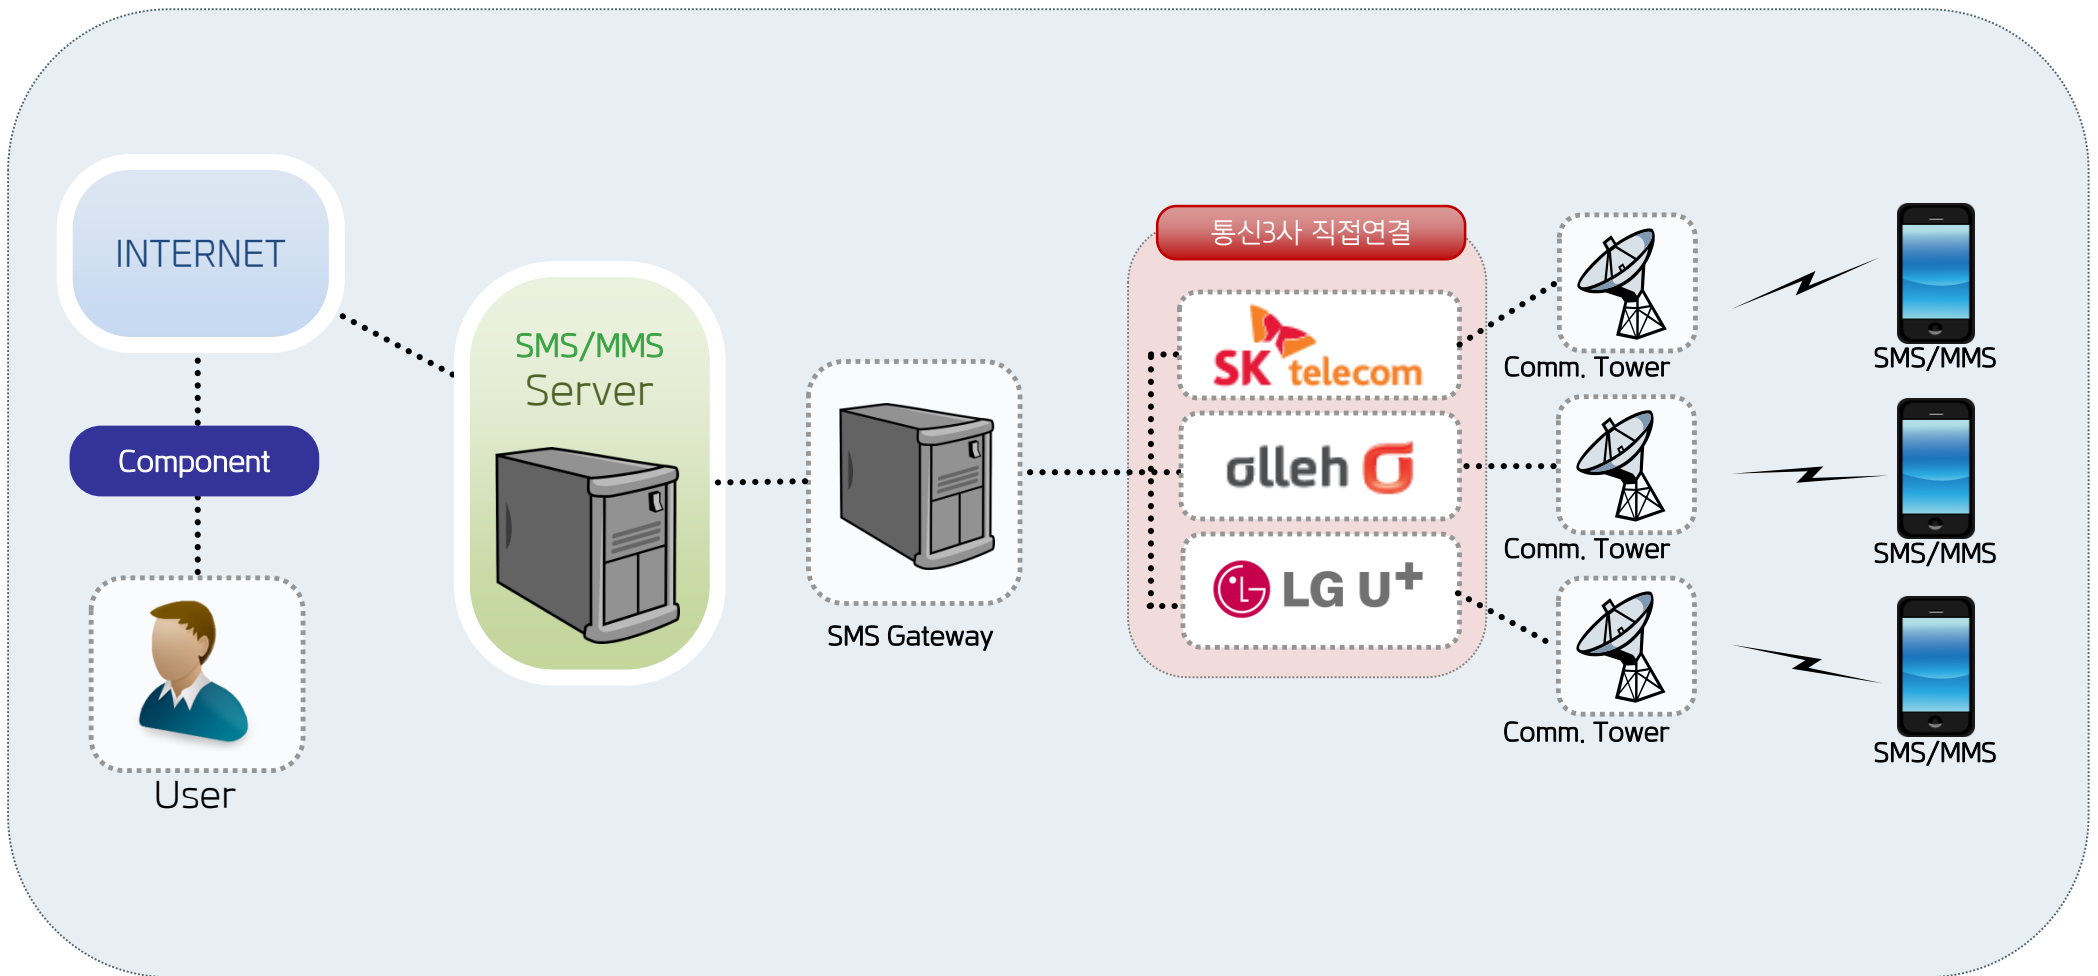 INTERNET
Component
User
SMS/MMS
Server
SMS Gateway
통신3사 직접연결
SK telecom
olleh
LG U+
Comm. Tower
SMS/MMS
Comm. Tower
SMS/MMS
Comm. Tower
SMS/MMS